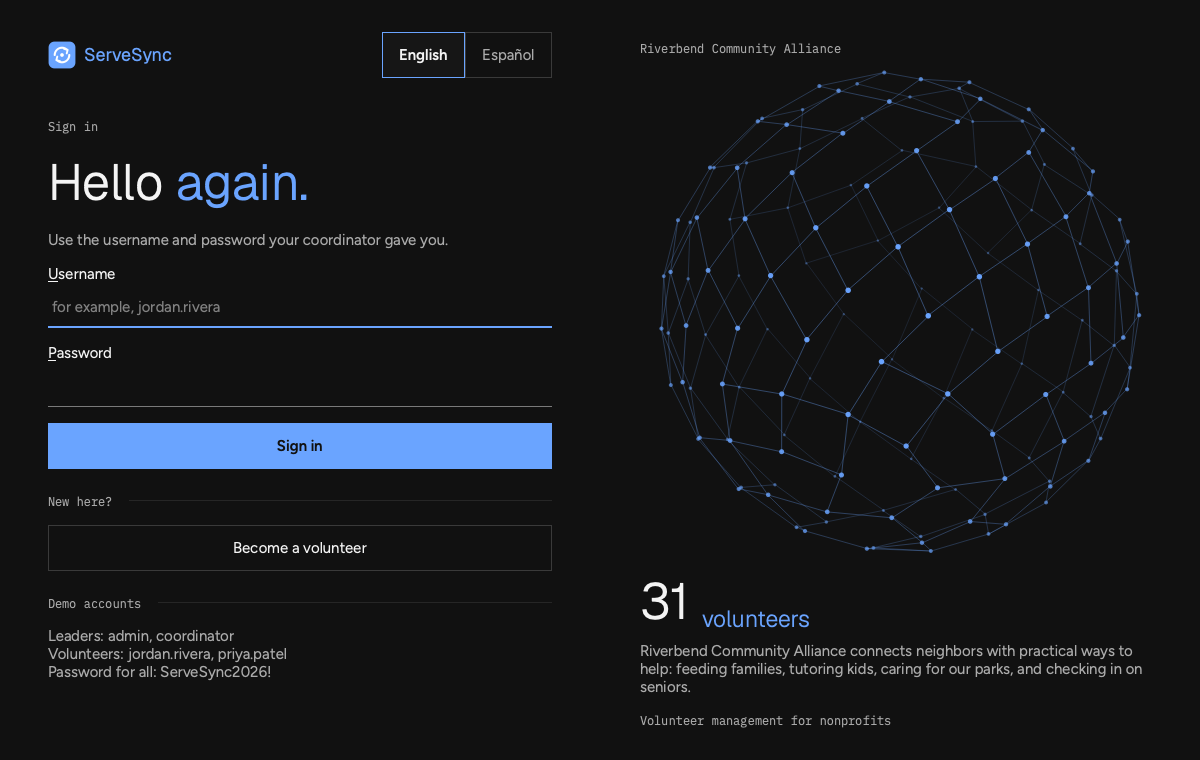 ServeSync
English
Español
Sign in
Hello again.
Use the username and password your coordinator gave you.
Username
for example, jordan.rivera
Password
Sign in
New here?
Become a volunteer
Demo accounts
Leaders: admin, coordinator
Volunteers: jordan.rivera, priya.patel
Password for all: ServeSync2026!
Riverbend Community Alliance
31 volunteers
Riverbend Community Alliance connects neighbors with practical ways to
help: feeding families, tutoring kids, caring for our parks, and checking in on
seniors.
Volunteer management for nonprofits